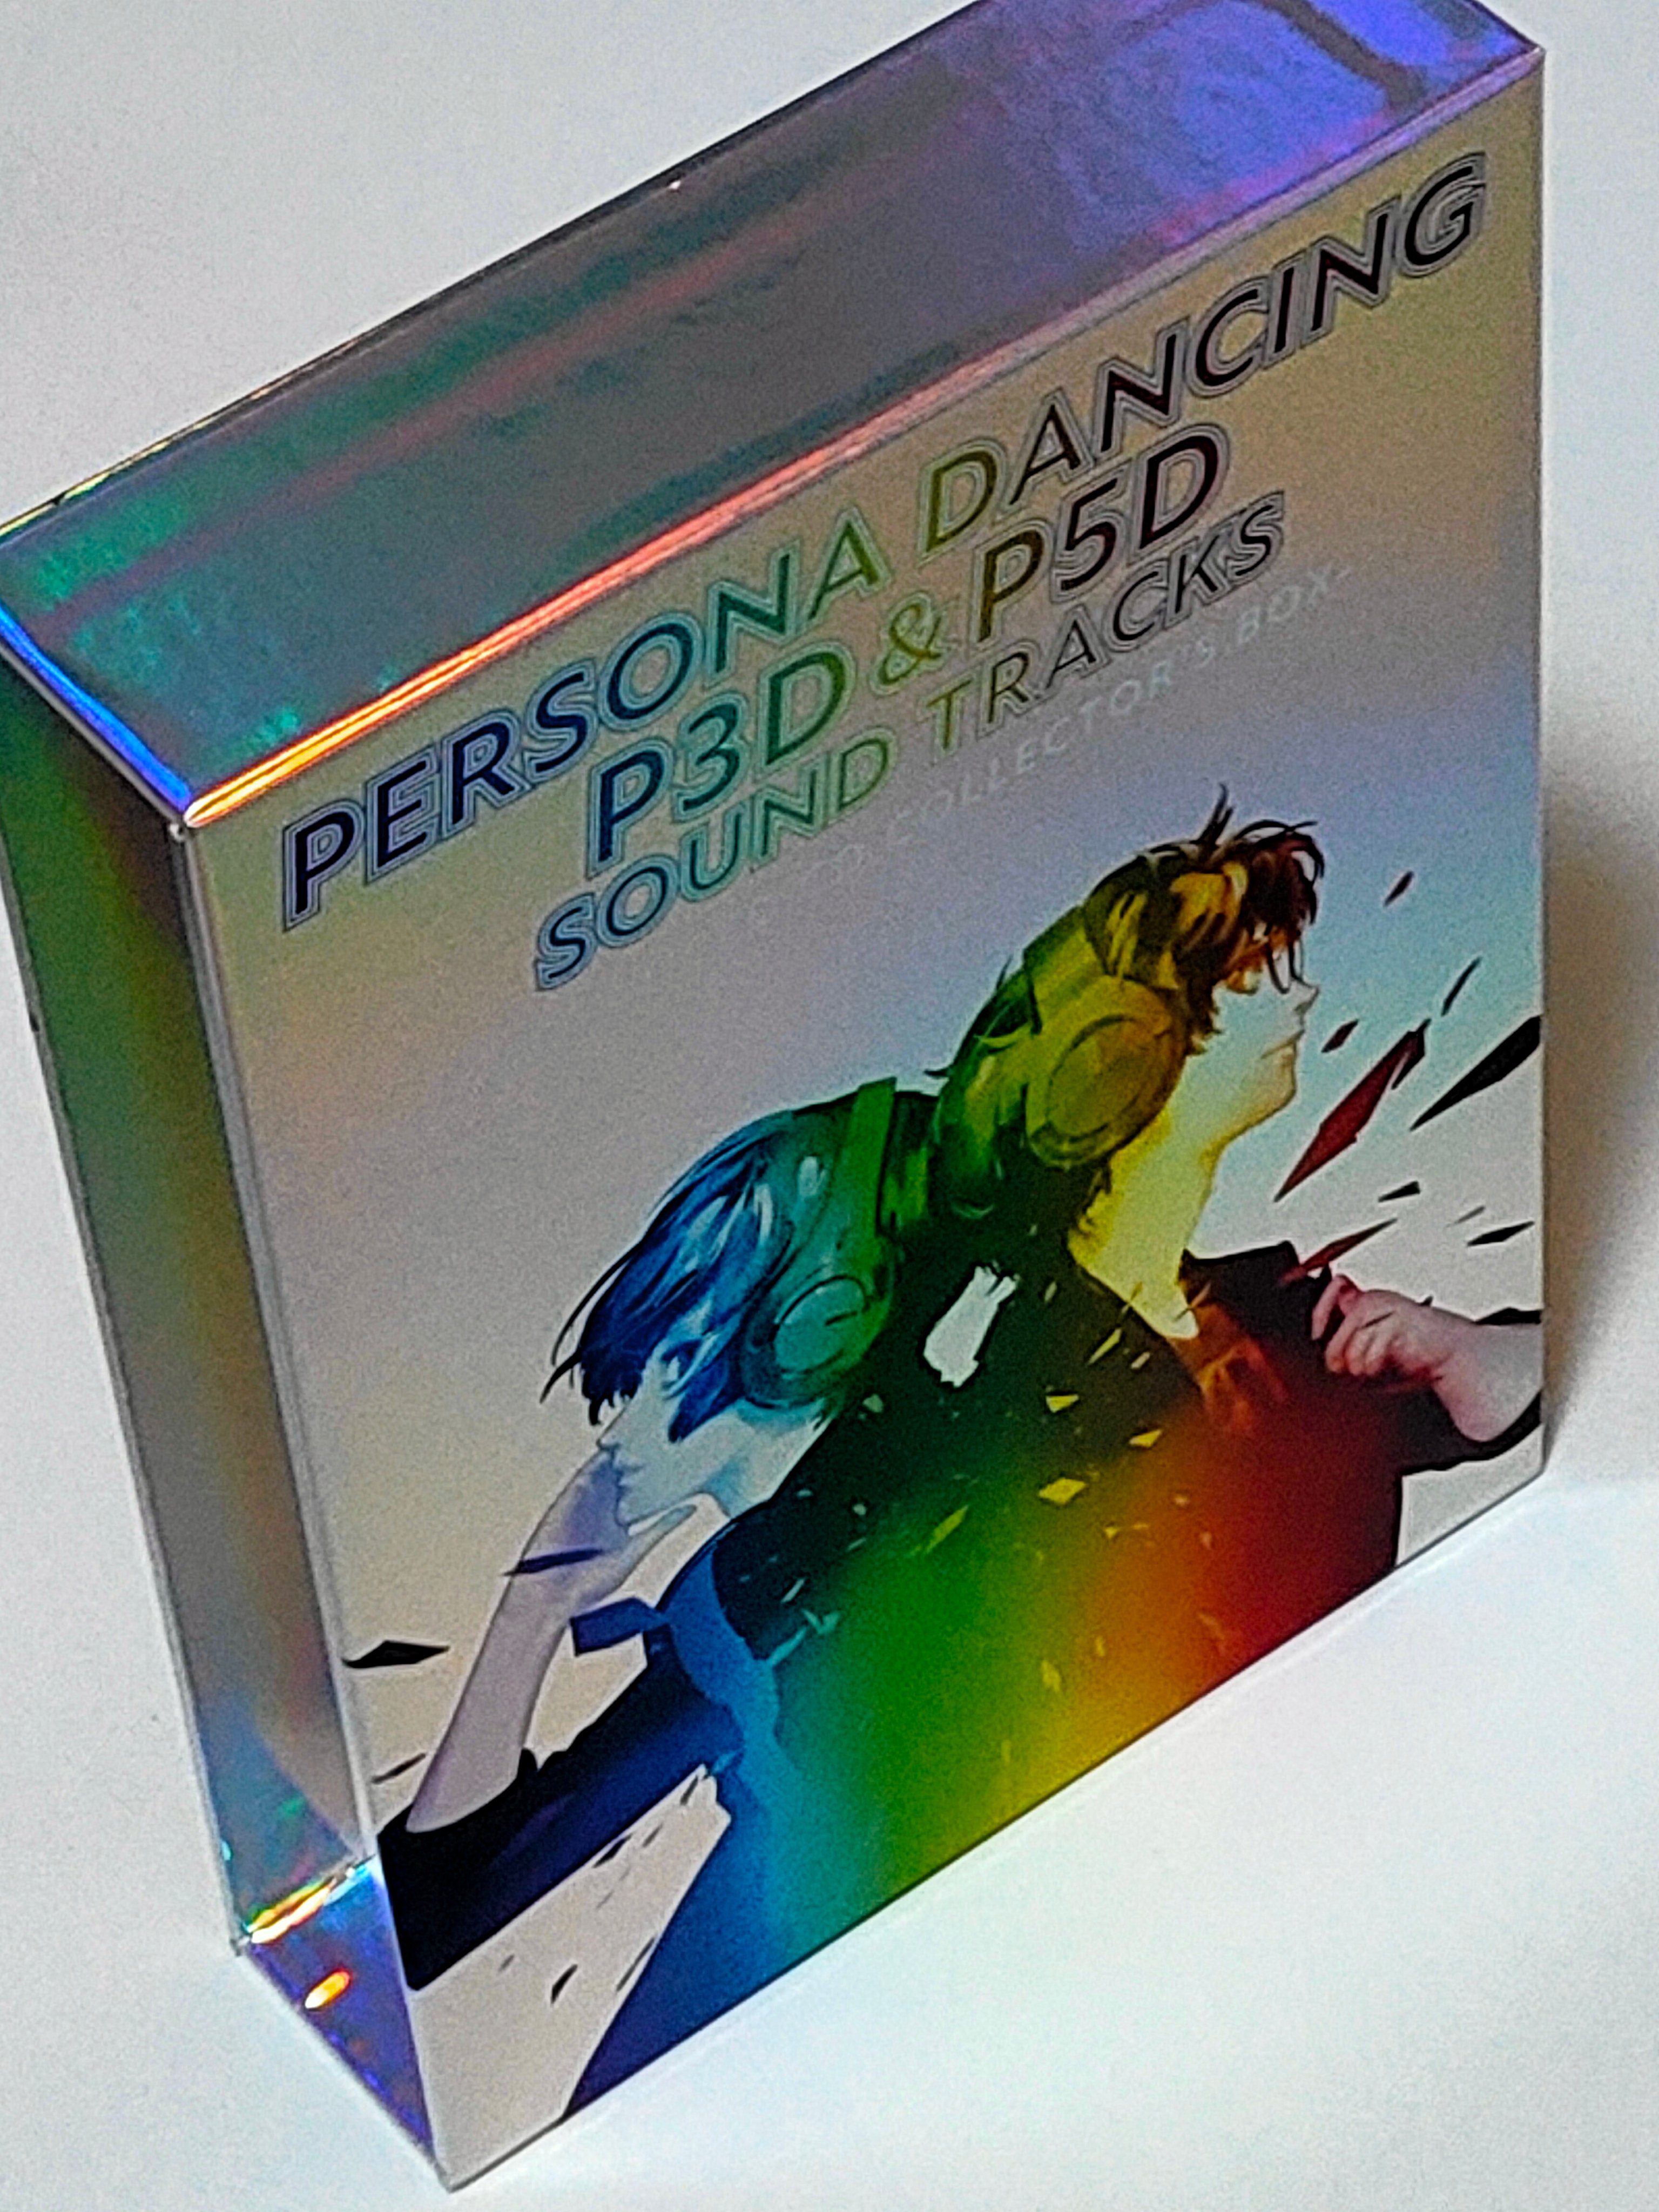 PERSONA DANCING
P3D & P5D
SOUND TRACKS
COLLECTOR'S BOX-